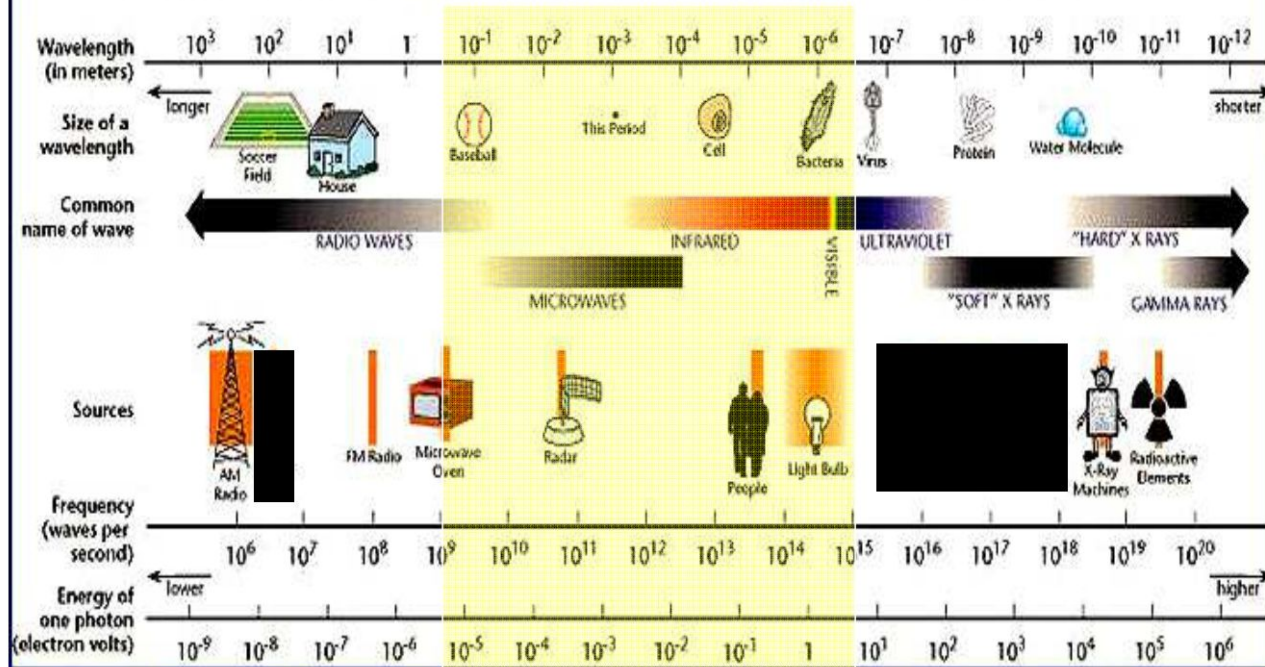 Wavelength
(in meters)
10³ 10² 10¹ 1 10⁻¹ 10⁻² 10⁻³ 10⁻⁴ 10⁻⁵ 10⁻⁶ 10⁻⁷ 10⁻⁸ 10⁻⁹ 10⁻¹⁰ 10⁻¹¹ 10⁻¹²
longer
shorter
Size of a
wavelength
Soccer
Field
House
Baseball
This Period
Cell
Bacteria
Virus
Protein
Water Molecule
Common
name of wave
RADIO WAVES
INFRARED
VISIBLE
ULTRAVIOLET
"HARD" X RAYS
MICROWAVES
"SOFT" X RAYS
GAMMA RAYS
Sources
AM
Radio
FM Radio
Microwave
Oven
Radar
People
Light Bulb
X-Ray
Machines
Radioactive
Elements
Frequency
(waves per
second)
10⁶ 10⁷ 10⁸ 10⁹ 10¹⁰ 10¹¹ 10¹² 10¹³ 10¹⁴ 10¹⁵ 10¹⁶ 10¹⁷ 10¹⁸ 10¹⁹ 10²⁰
lower
higher
Energy of
one photon
(electron volts)
10⁻⁹ 10⁻⁸ 10⁻⁷ 10⁻⁶ 10⁻⁵ 10⁻⁴ 10⁻³ 10⁻² 10⁻¹ 1 10¹ 10² 10³ 10⁴ 10⁵ 10⁶